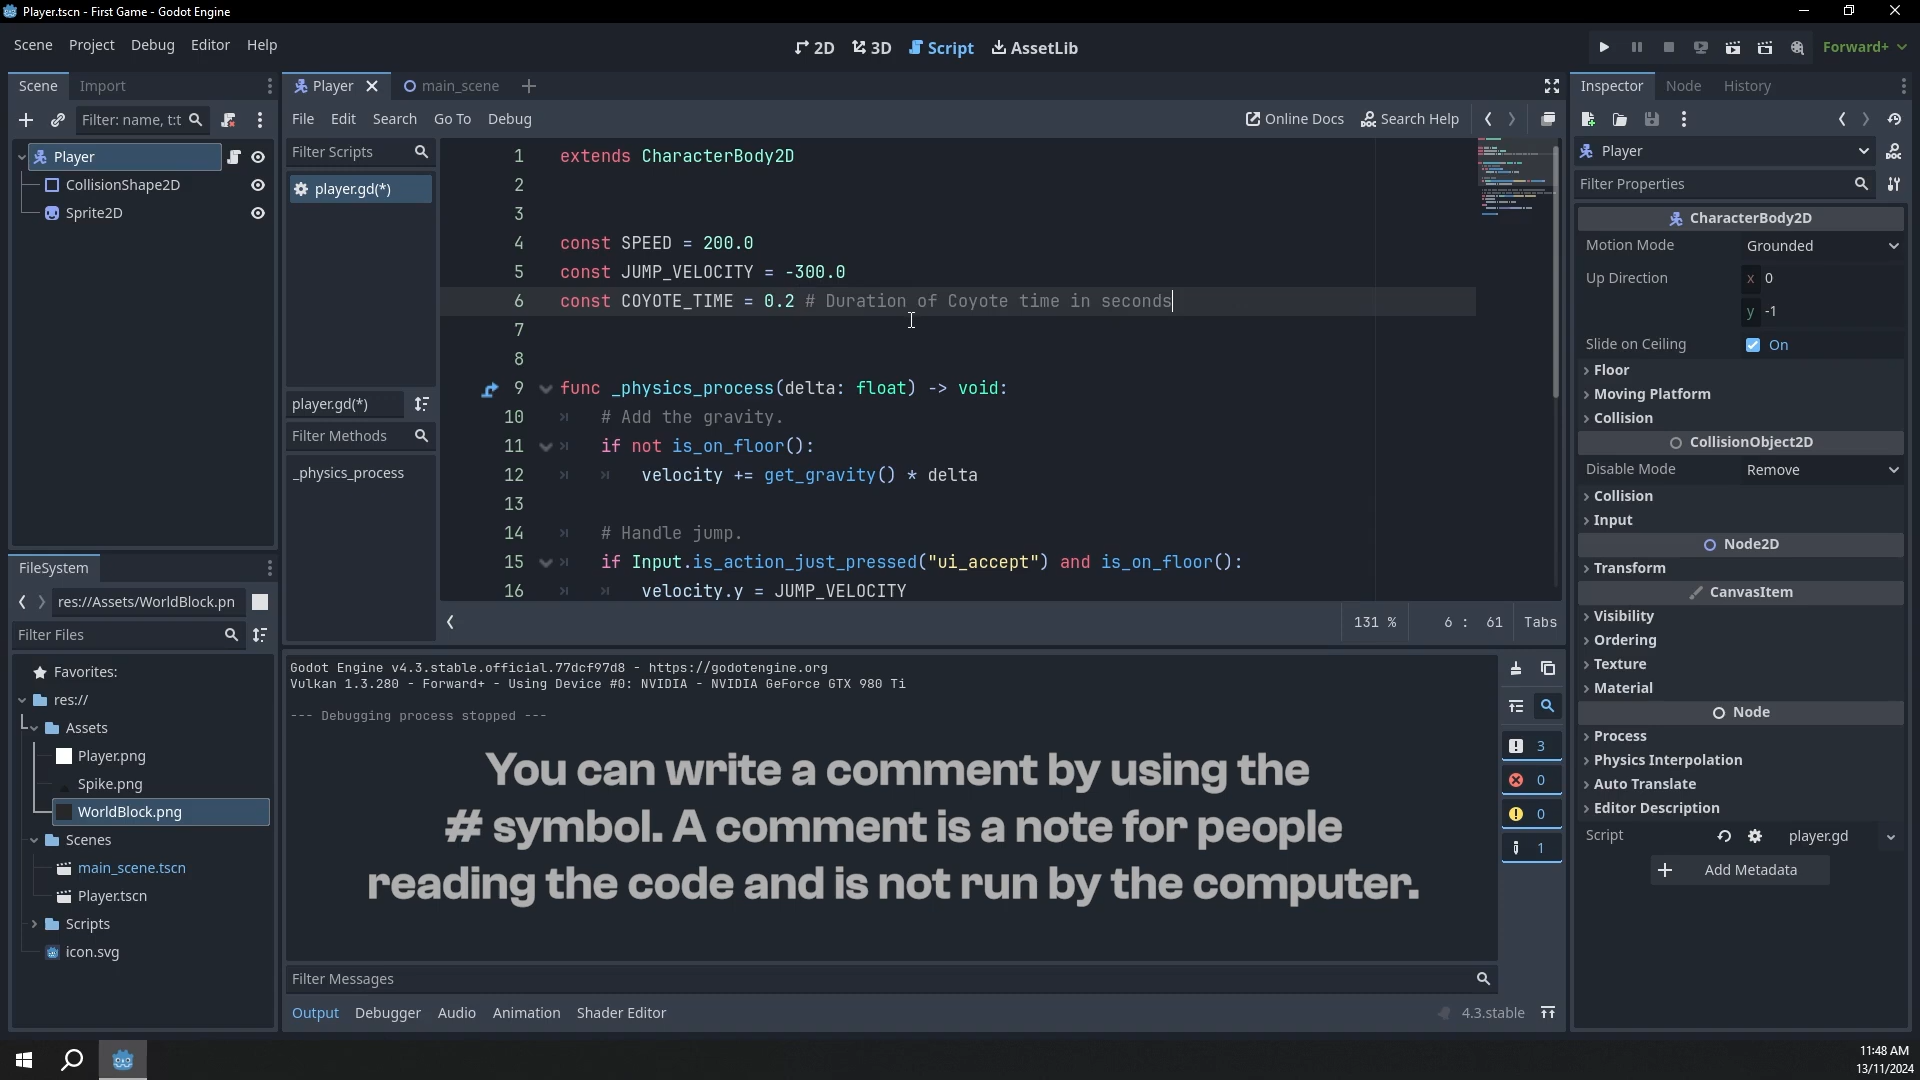 Player.tscn - First Game - Godot Engine
Scene Project Debug Editor Help
2D 3D Script AssetLib
Forward+
Scene Import
Player main_scene
Inspector Node History
Filter: name, t:t
File Edit Search Go To Debug
Online Docs Search Help
Player
CollisionShape2D
Sprite2D
Filter Scripts
player.gd(*)
player.gd(*)
Filter Methods
_physics_process
1 extends CharacterBody2D
2
3
4 const SPEED = 200.0
5 const JUMP_VELOCITY = -300.0
6 const COYOTE_TIME = 0.2 # Duration of Coyote time in seconds
7
8
9 func _physics_process(delta: float) -> void:
10 # Add the gravity.
11 if not is_on_floor():
12 velocity += get_gravity() * delta
13
14 # Handle jump.
15 if Input.is_action_just_pressed("ui_accept") and is_on_floor():
16 velocity.y = JUMP_VELOCITY
131 % 6 : 61 Tabs
FileSystem
res://Assets/WorldBlock.pn
Filter Files
Favorites:
res://
Assets
Player.png
Spike.png
WorldBlock.png
Scenes
main_scene.tscn
Player.tscn
Scripts
icon.svg
Godot Engine v4.3.stable.official.77dcf97d8 - https://godotengine.org
Vulkan 1.3.280 - Forward+ - Using Device #0: NVIDIA - NVIDIA GeForce GTX 980 Ti
--- Debugging process stopped ---
You can write a comment by using the
# symbol. A comment is a note for people
reading the code and is not run by the computer.
3
0
0
1
Filter Messages
Output Debugger Audio Animation Shader Editor
4.3.stable
Player
Filter Properties
CharacterBody2D
Motion Mode Grounded
Up Direction x 0
y -1
Slide on Ceiling On
Floor
Moving Platform
Collision
CollisionObject2D
Disable Mode Remove
Collision
Input
Node2D
Transform
CanvasItem
Visibility
Ordering
Texture
Material
Node
Process
Physics Interpolation
Auto Translate
Editor Description
Script player.gd
Add Metadata
11:48 AM
13/11/2024